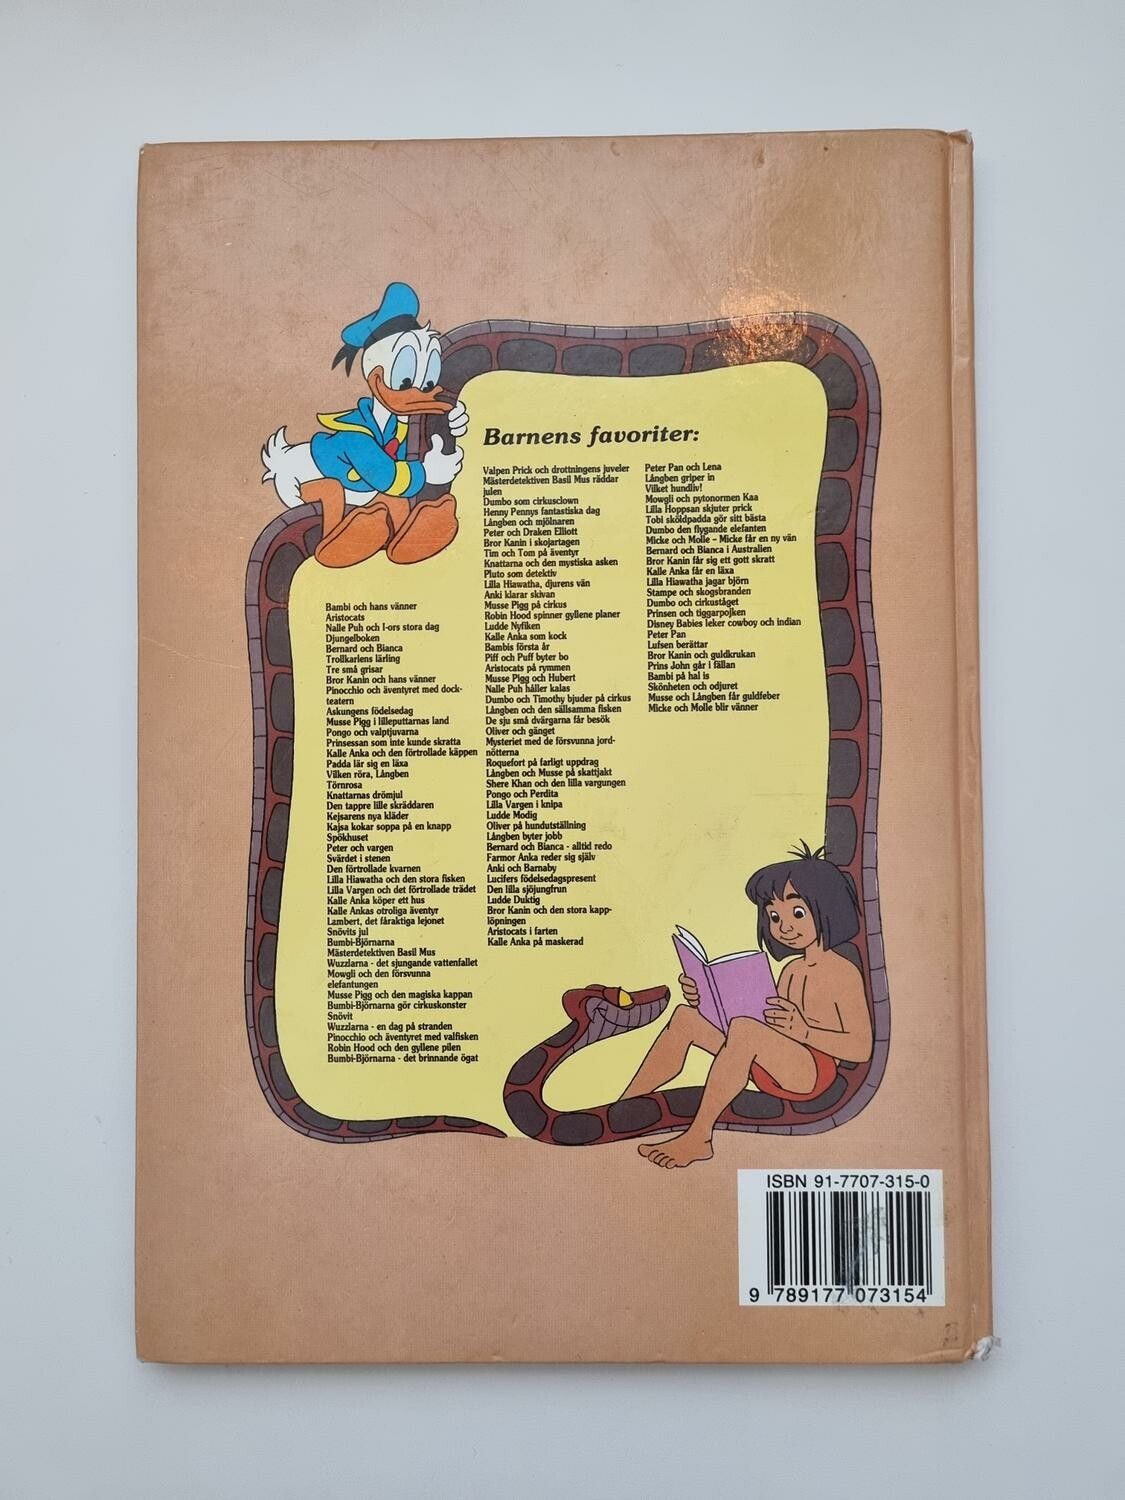 Barnens favoriter:
Bambi och hans vänner
Aristocats
Nalle Puh och I-ors stora dag
Djungelboken
Bernard och Bianca
Trollkarlens lärling
Tre små grisar
Bror Kanin och hans vänner
Pinocchio och äventyret med dock-
teatern
Askungens födelsedag
Musse Pigg i lilleputtarnas land
Pongo och valptjuvarna
Prinsessan som inte kunde skratta
Kalle Anka och den förtrollade käppen
Padda lär sig en läxa
Vilken röra, Långben
Törnrosa
Knattarnas drömjul
Den tappre lille skräddaren
Kejsarens nya kläder
Kajsa kokar soppa på en knapp
Spökhuset
Peter och vargen
Svärdet i stenen
Den förtrollade kvarnen
Lilla Hiawatha och den stora fisken
Lilla Vargen och det förtrollade trädet
Kalle Anka köper ett hus
Kalle Ankas otroliga äventyr
Lambert, det fåraktiga lejonet
Snövits jul
Bumbi-Björnarna
Mästerdetektiven Basil Mus
Wuzzlarna - det sjungande vattenfallet
Mowgli och den försvunna
elefantungen
Musse Pigg och den magiska kappan
Bumbi-Björnarna gör cirkuskonster
Snövit
Wuzzlarna - en dag på stranden
Pinocchio och äventyret med valfisken
Robin Hood och den gyllene pilen
Bumbi-Björnarna - det brinnande ögat
Valpen Prick och drottningens juveler
Mästerdetektiven Basil Mus räddar
julen
Dumbo som cirkusclown
Henny Pennys fantastiska dag
Långben och mjölnaren
Peter och Draken Elliott
Bror Kanin i skojartagen
Tim och Tom på äventyr
Knattarna och den mystiska asken
Pluto som detektiv
Lilla Hiawatha, djurens vän
Anki klarar skivan
Musse Pigg på cirkus
Robin Hood spinner gyllene planer
Ludde Nyfiken
Kalle Anka som kock
Bambis första år
Piff och Puff byter bo
Aristocats på rymmen
Musse Pigg och Hubert
Nalle Puh håller kalas
Dumbo och Timothy bjuder på cirkus
Långben och den sällsamma fisken
De sju små dvärgarna får besök
Oliver och gänget
Mysteriet med de försvunna jord-
nötterna
Roquefort på farligt uppdrag
Långben och Musse på skattjakt
Shere Khan och den lilla vargungen
Pongo och Perdita
Lilla Vargen i knipa
Ludde Modig
Oliver på hundutställning
Långben byter jobb
Bernard och Bianca - alltid redo
Farmor Anka reder sig själv
Anki och Barnaby
Lucifers födelsedagspresent
Den lilla sjöjungfrun
Ludde Duktig
Bror Kanin och den stora kapp-
löpningen
Aristocats i farten
Kalle Anka på maskerad
Peter Pan och Lena
Långben griper in
Vilket hundliv!
Mowgli och pytonormen Kaa
Lilla Hoppsan skjuter prick
Tobi sköldpadda gör sitt bästa
Dumbo den flygande elefanten
Micke och Molle - Micke får en ny vän
Bernard och Bianca i Australien
Bror Kanin får sig ett gott skratt
Kalle Anka får en läxa
Lilla Hiawatha jagar björn
Stampe och skogsbranden
Dumbo och cirkuståget
Prinsen och tiggarpojken
Disney Babies leker cowboy och indian
Peter Pan
Lufsen berättar
Bror Kanin och guldkrukan
Prins John går i fällan
Bambi på hal is
Skönheten och odjuret
Musse och Långben får guldfeber
Micke och Molle blir vänner
ISBN 91-7707-315-0
9 789177 073154